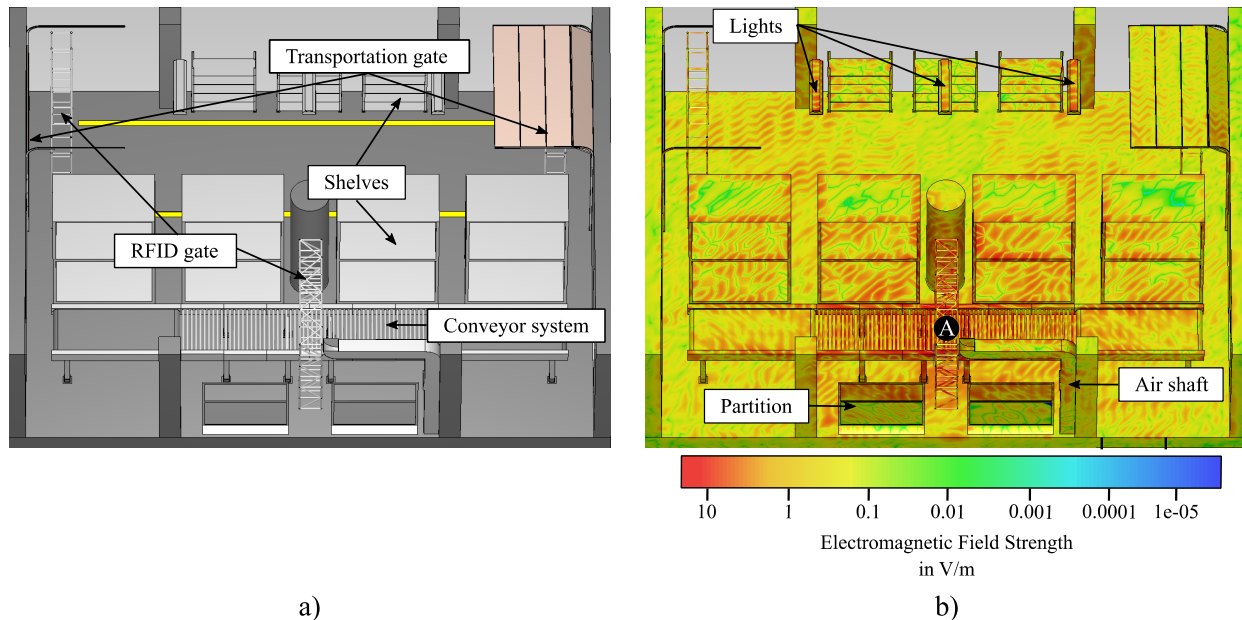 Transportation gate
Shelves
RFID gate
Conveyor system
a)
Lights
A
Air shaft
Partition
10 1 0.1 0.01 0.001 0.0001 1e-05
Electromagnetic Field Strength
in V/m
b)